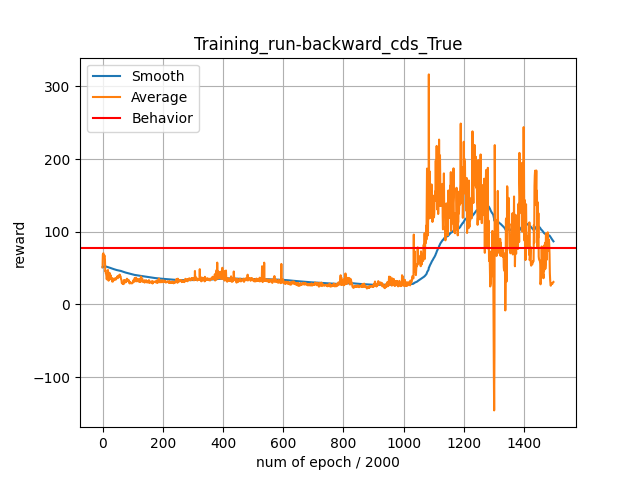 Training_run-backward_cds_True
Smooth
Average
Behavior
300
200
100
0
−100
reward
0 200 400 600 800 1000 1200 1400
num of epoch / 2000